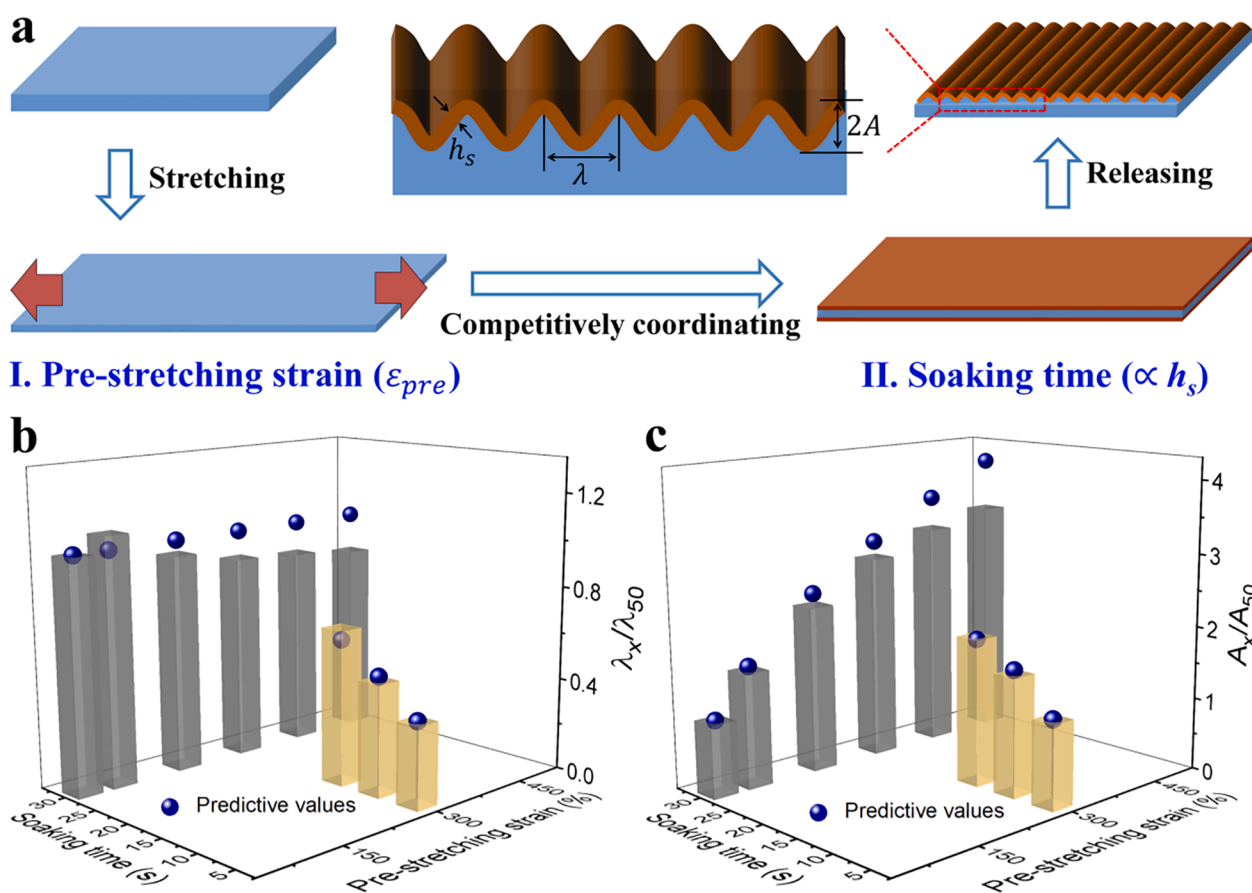 a
Stretching
h_s
λ
2A
Releasing
Competitively coordinating
I. Pre-stretching strain (ε_pre)
II. Soaking time (∝ h_s)
b
1.2
0.8
0.4
0.0
λ_x/λ_50
30
25
20
15
10
5
Soaking time (s)
150
300
450
Pre-stretching strain (%)
Predictive values
c
4
3
2
1
0
A_x/A_50
30
25
20
15
10
5
Soaking time (s)
150
300
450
Pre-stretching strain (%)
Predictive values